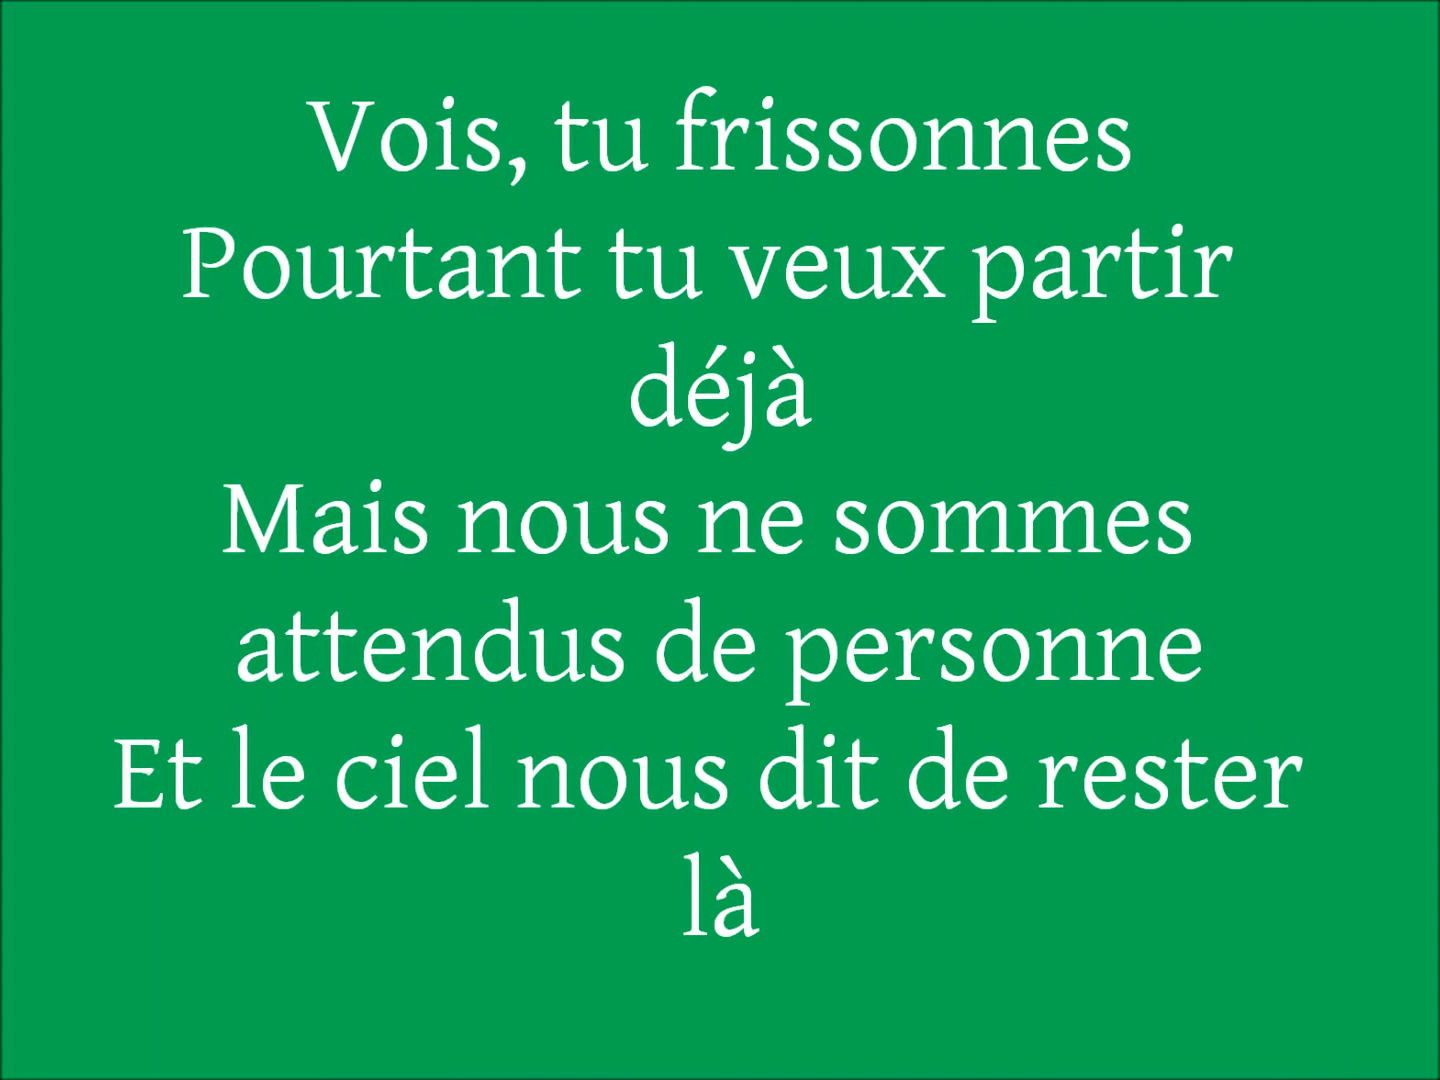 Vois, tu frissonnes
Pourtant tu veux partir
déjà
Mais nous ne sommes
attendus de personne
Et le ciel nous dit de rester
là